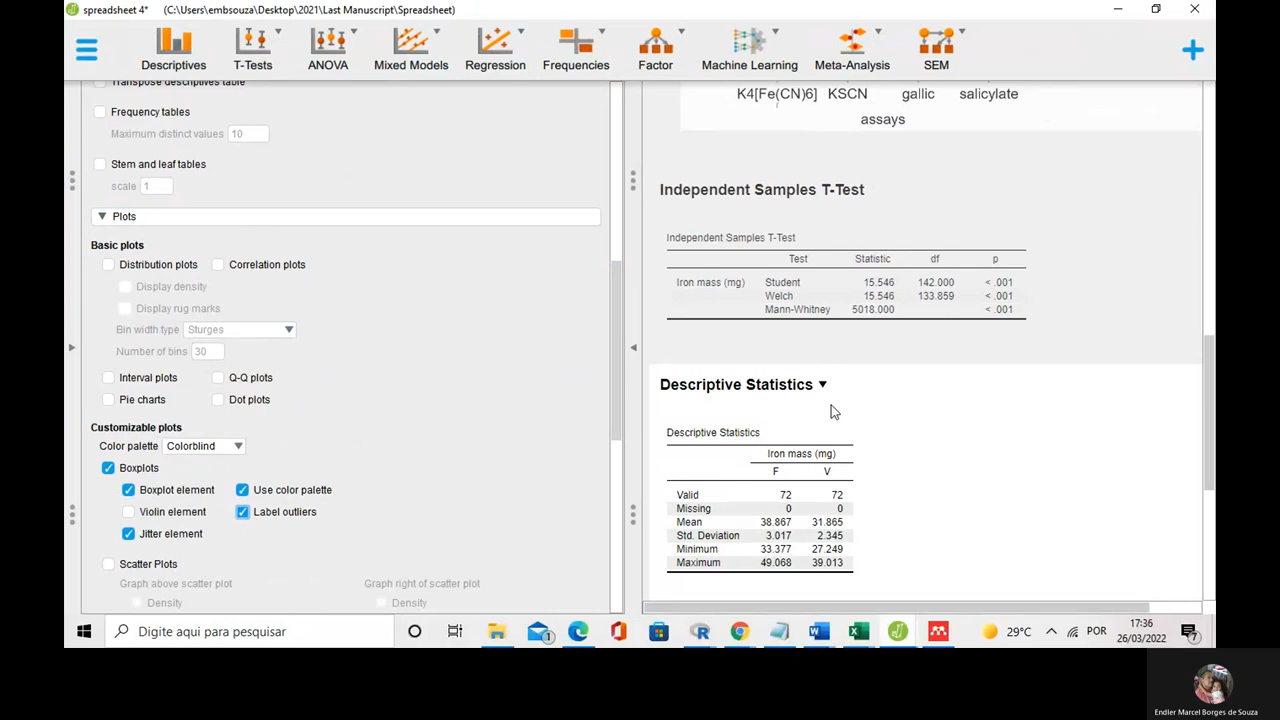 spreadsheet 4* (C:\Users\embsouza\Desktop\2021\Last Manuscript\Spreadsheet)
Descriptives T-Tests ANOVA Mixed Models Regression Frequencies Factor Machine Learning Meta-Analysis SEM
Transpose descriptives table
Frequency tables
Maximum distinct values 10
Stem and leaf tables
scale 1
Plots
Basic plots
Distribution plots Correlation plots
Display density
Display rug marks
Bin width type Sturges
Number of bins 30
Interval plots Q-Q plots
Pie charts Dot plots
Customizable plots
Color palette Colorblind
Boxplots
Boxplot element Use color palette
Violin element Label outliers
Jitter element
Scatter Plots
Graph above scatter plot Graph right of scatter plot
Density Density
K4[Fe(CN)6] KSCN gallic salicylate
assays
Independent Samples T-Test
Independent Samples T-Test
Test Statistic df p
Iron mass (mg) Student 15.546 142.000 < .001
Welch 15.546 133.859 < .001
Mann-Whitney 5018.000 < .001
Descriptive Statistics
Descriptive Statistics
Iron mass (mg)
F V
Valid 72 72
Missing 0 0
Mean 38.867 31.865
Std. Deviation 3.017 2.345
Minimum 33.377 27.249
Maximum 49.068 39.013
Digite aqui para pesquisar
1
29°C
POR
17:36
26/03/2022
7
Endler Marcel Borges de Souza